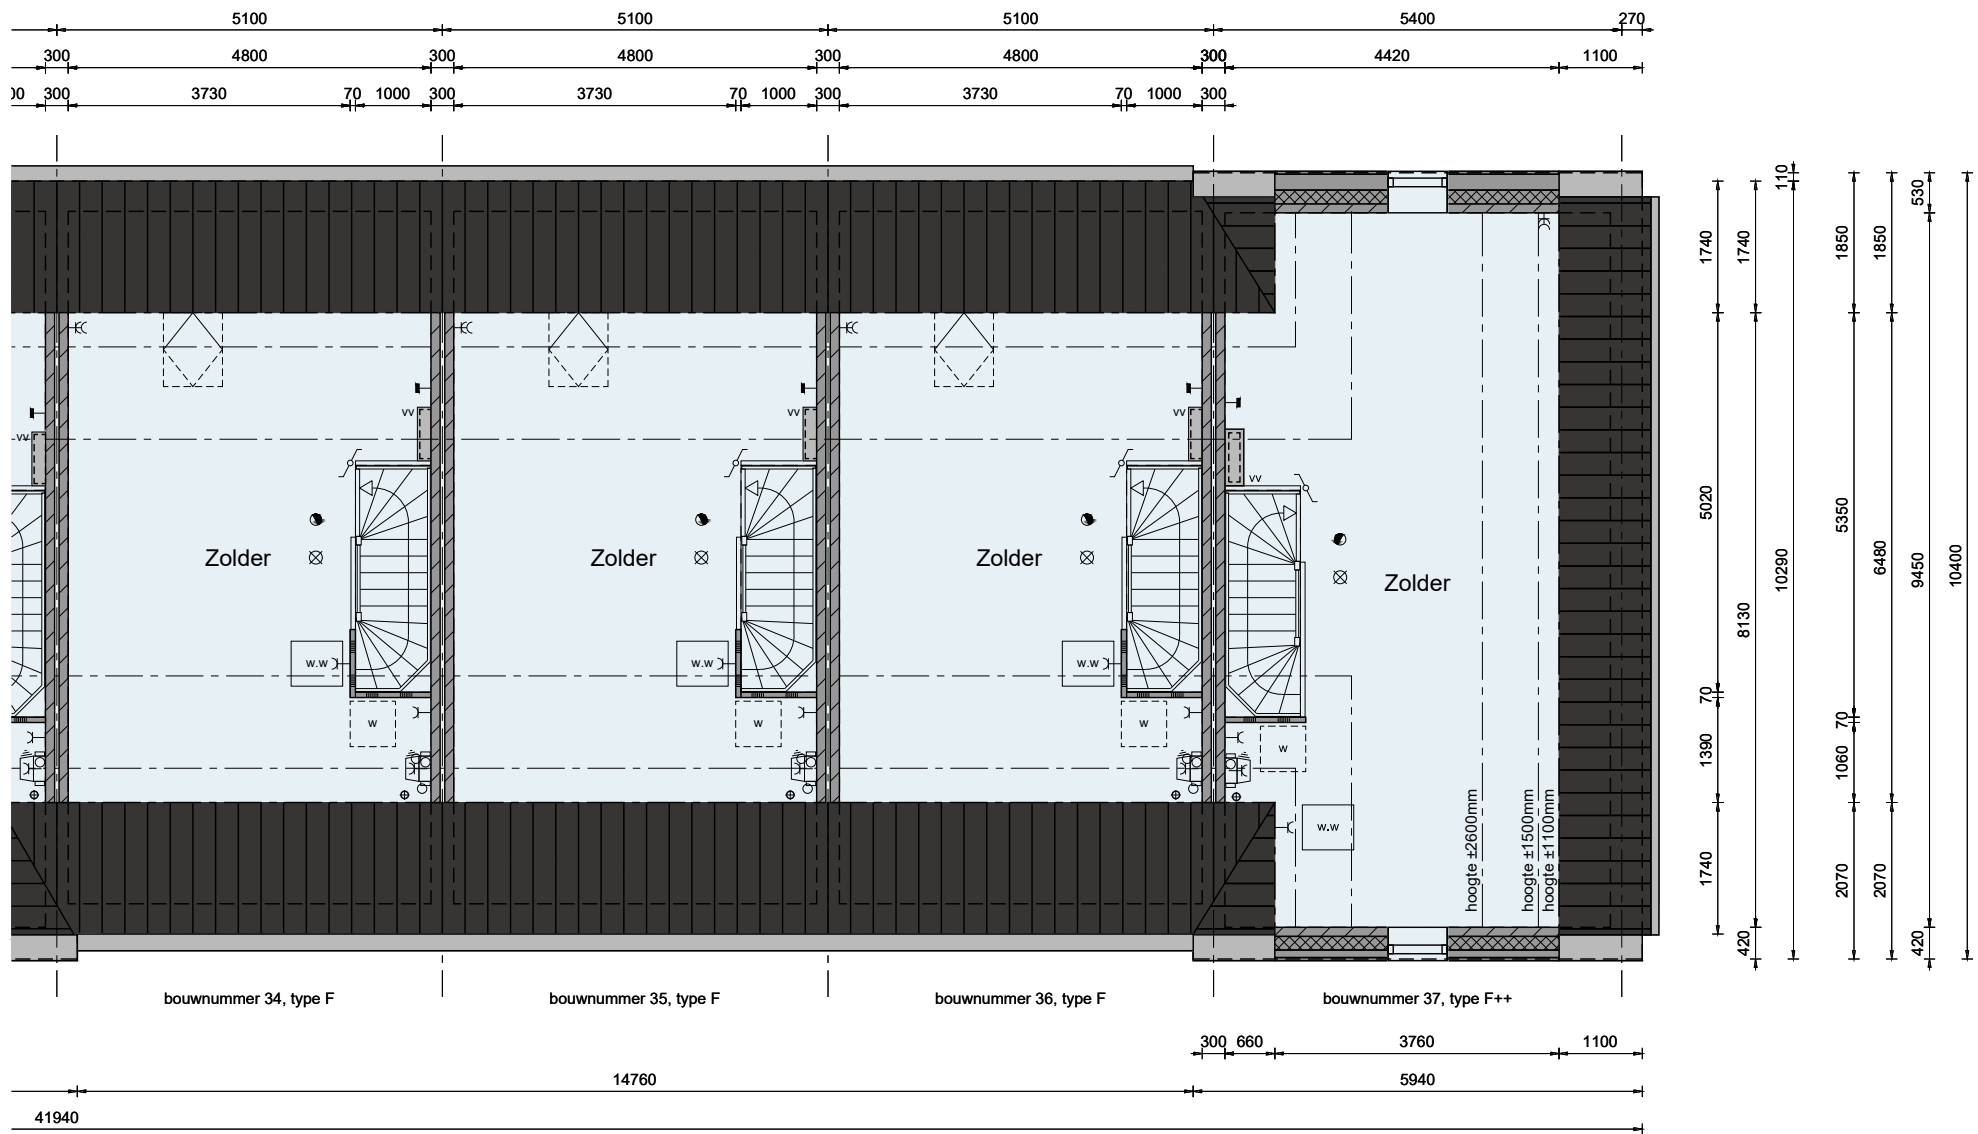 5100 5100 5100 5400 270
300 4800 300 4800 300 4800 300 4420 1100
300 3730 70 1000 300 3730 70 1000 300 3730 70 1000 300
110
530
1740 1740 1850 1850
vv vv vv vv vv
5020 5350
Zolder Zolder Zolder Zolder
10290 6480 9450 10400
8130
w.w w.w w.w
70 70
w w w w
1390 1060
w.w
hoogte ±2600mm
hoogte ±1500mm
hoogte ±1100mm
1740 2070 2070
420 420
bouwnummer 34, type F bouwnummer 35, type F bouwnummer 36, type F bouwnummer 37, type F++
300 660 3760 1100
14760 5940
41940